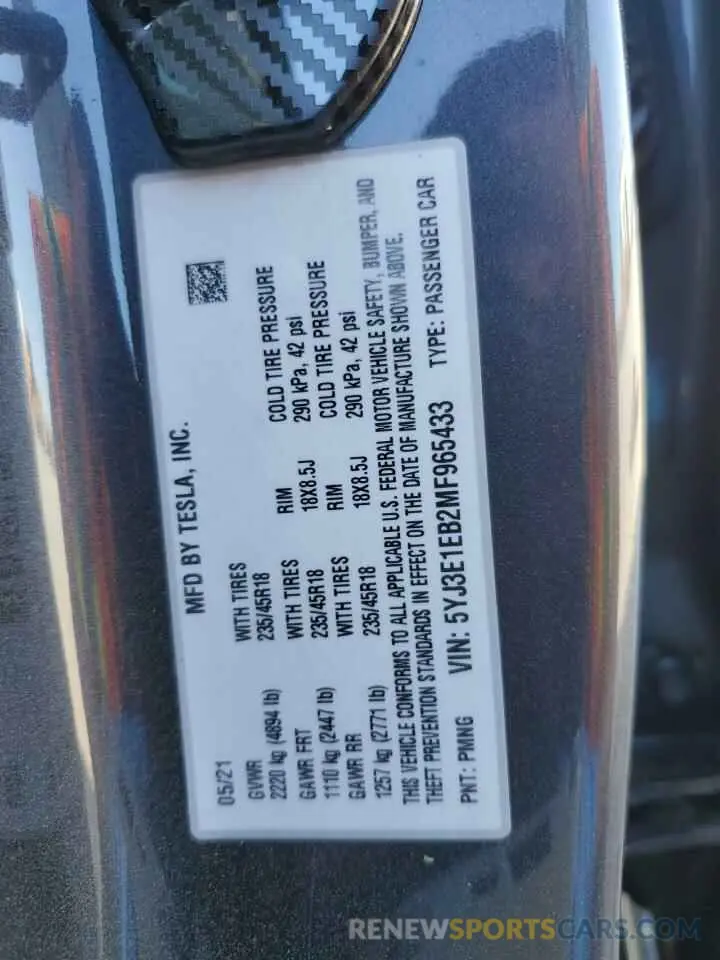 MFD BY TESLA, INC.
05/21
GVWR WITH TIRES RIM COLD TIRE PRESSURE
2220 kg (4894 lb) 235/45R18 18X8.5J 290 kPa, 42 psi
GAWR FRT WITH TIRES RIM COLD TIRE PRESSURE
1110 kg (2447 lb) 235/45R18 18X8.5J 290 kPa, 42 psi
GAWR RR WITH TIRES
1257 kg (2771 lb) 235/45R18
THIS VEHICLE CONFORMS TO ALL APPLICABLE U.S. FEDERAL MOTOR VEHICLE SAFETY, BUMPER, AND
THEFT PREVENTION STANDARDS IN EFFECT ON THE DATE OF MANUFACTURE SHOWN ABOVE.
PNT: PMNG VIN: 5YJ3E1EB2MF965433 TYPE: PASSENGER CAR
RENEWSPORTSCARS.COM